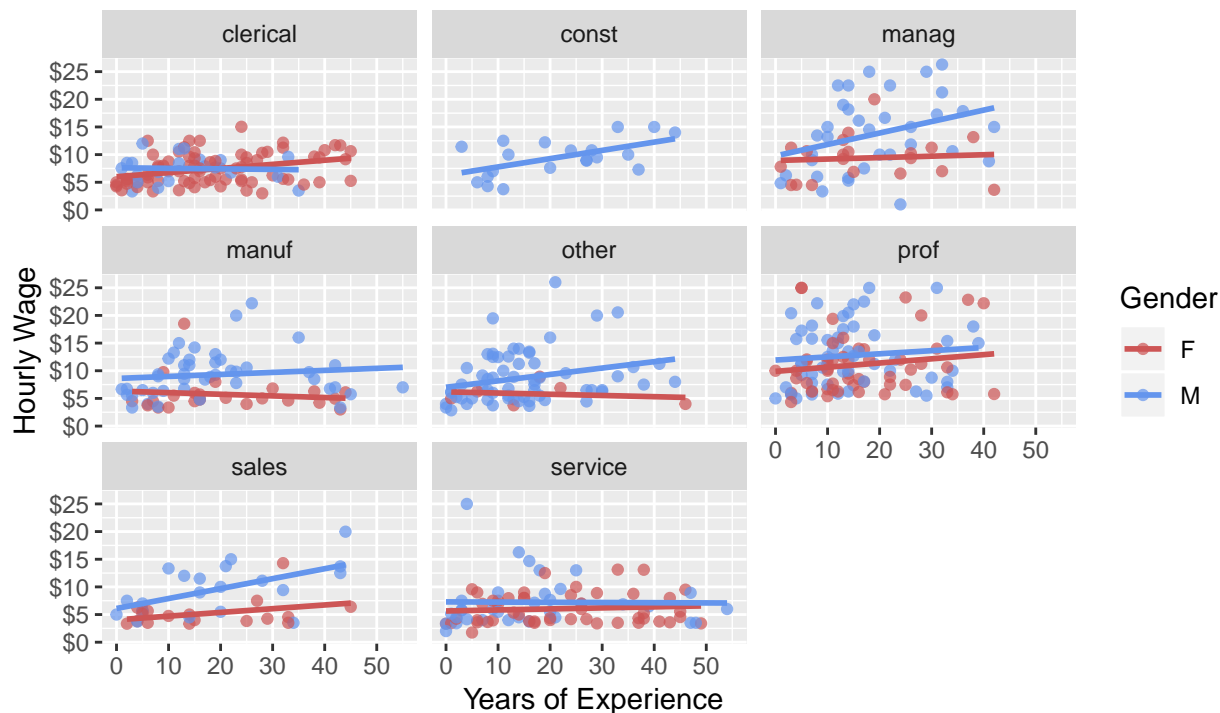 clerical const manag
$25
$20
$15
$10
$5
$0
manuf other prof
$25
$20
$15
$10
$5
$0
0 10 20 30 40 50
sales service
$25
$20
$15
$10
$5
$0
0 10 20 30 40 50 0 10 20 30 40 50
Hourly Wage
Years of Experience
Gender
F
M